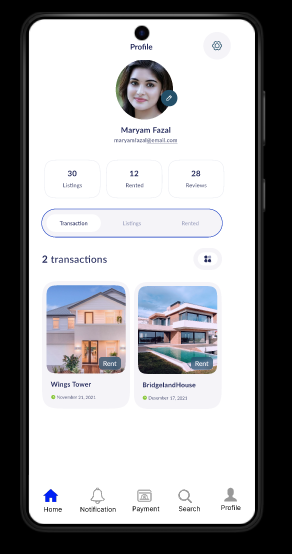 Profile
Maryam Fazal
maryamfazal@email.com
30 12 28
Listings Rented Reviews
Transaction Listings Rented
2 transactions
Rent Rent
Wings Tower BridgelandHouse
November 21, 2021 December 17, 2021
Home Notification Payment Search Profile